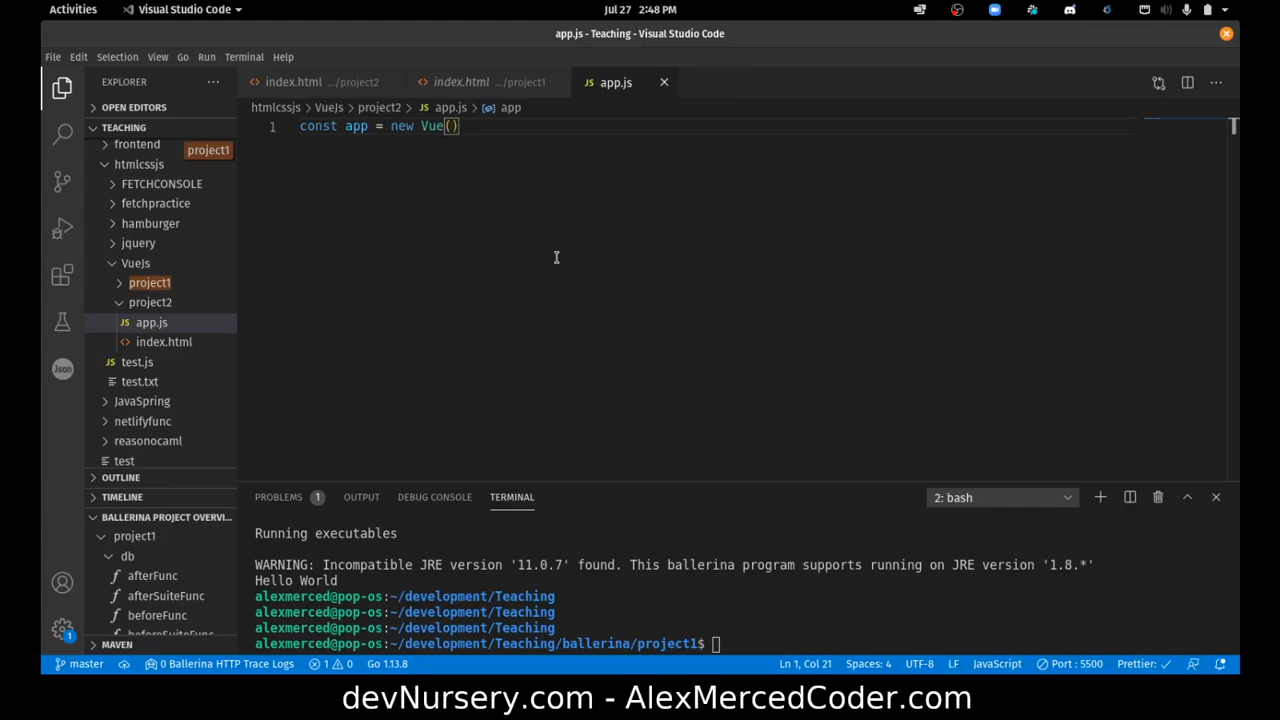 Activities Visual Studio Code Jul 27 2:48 PM
app.js - Teaching - Visual Studio Code
File Edit Selection View Go Run Terminal Help
EXPLORER
index.html .../project2 index.html .../project1 JS app.js
OPEN EDITORS
htmlcssjs > VueJs > project2 > JS app.js > app
TEACHING
1 const app = new Vue()
frontend
project1
htmlcssjs
FETCHCONSOLE
fetchpractice
hamburger
jquery
VueJs
project1
project2
JS app.js
index.html
JS test.js
Json
test.txt
JavaSpring
netlifyfunc
reasonocaml
test
OUTLINE
TIMELINE
BALLERINA PROJECT OVERVI...
project1
db
afterFunc
afterSuiteFunc
beforeFunc
beforeSuiteFunc
MAVEN
PROBLEMS 1 OUTPUT DEBUG CONSOLE TERMINAL 2: bash
Running executables
WARNING: Incompatible JRE version '11.0.7' found. This ballerina program supports running on JRE version '1.8.*'
Hello World
alexmerced@pop-os:~/development/Teaching
alexmerced@pop-os:~/development/Teaching
alexmerced@pop-os:~/development/Teaching
alexmerced@pop-os:~/development/Teaching/ballerina/project1$
1
master 0 Ballerina HTTP Trace Logs 1 0 Go 1.13.8 Ln 1, Col 21 Spaces: 4 UTF-8 LF JavaScript Port : 5500 Prettier: ✓
devNursery.com - AlexMercedCoder.com